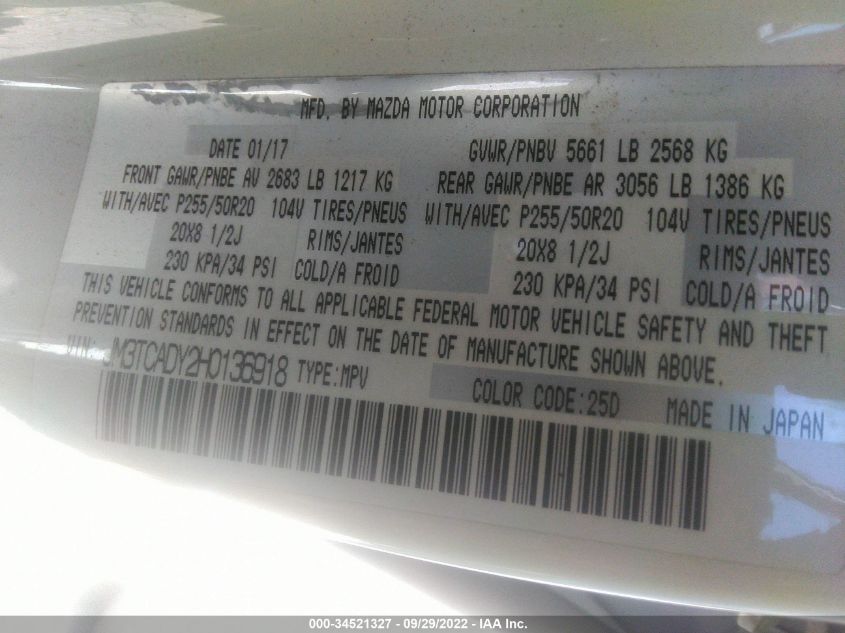 MFD. BY MAZDA MOTOR CORPORATION
DATE 01/17 GVWR/PNBV 5661 LB 2568 KG
FRONT GAWR/PNBE AV 2683 LB 1217 KG REAR GAWR/PNBE AR 3056 LB 1386 KG
WITH/AVEC P255/50R20 104V TIRES/PNEUS WITH/AVEC P255/50R20 104V TIRES/PNEUS
20X8 1/2J RIMS/JANTES 20X8 1/2J RIMS/JANTES
230 KPA/34 PSI COLD/A FROID 230 KPA/34 PSI COLD/A FROID
THIS VEHICLE CONFORMS TO ALL APPLICABLE FEDERAL MOTOR VEHICLE SAFETY AND THEFT
PREVENTION STANDARDS IN EFFECT ON THE DATE OF MANUFACTURE SHOWN ABOVE.
VIN: JM3TCADY2H0136918 TYPE:MPV COLOR CODE:25D MADE IN JAPAN
000-34521327 - 09/29/2022 - IAA Inc.